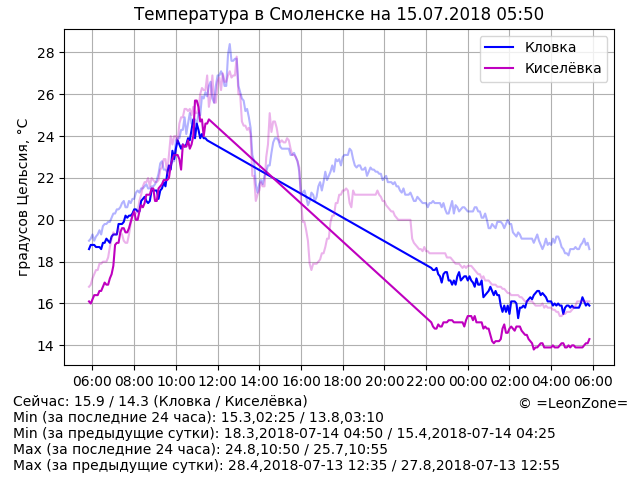 Температура в Смоленске на 15.07.2018 05:50
градусов Цельсия, °C
28
26
24
22
20
18
16
14
Кловка
Киселёвка
06:00 08:00 10:00 12:00 14:00 16:00 18:00 20:00 22:00 00:00 02:00 04:00 06:00
Сейчас: 15.9 / 14.3 (Кловка / Киселёвка)
© =LeonZone=
Min (за последние 24 часа): 15.3,02:25 / 13.8,03:10
Min (за предыдущие сутки): 18.3,2018-07-14 04:50 / 15.4,2018-07-14 04:25
Max (за последние 24 часа): 24.8,10:50 / 25.7,10:55
Max (за предыдущие сутки): 28.4,2018-07-13 12:35 / 27.8,2018-07-13 12:55